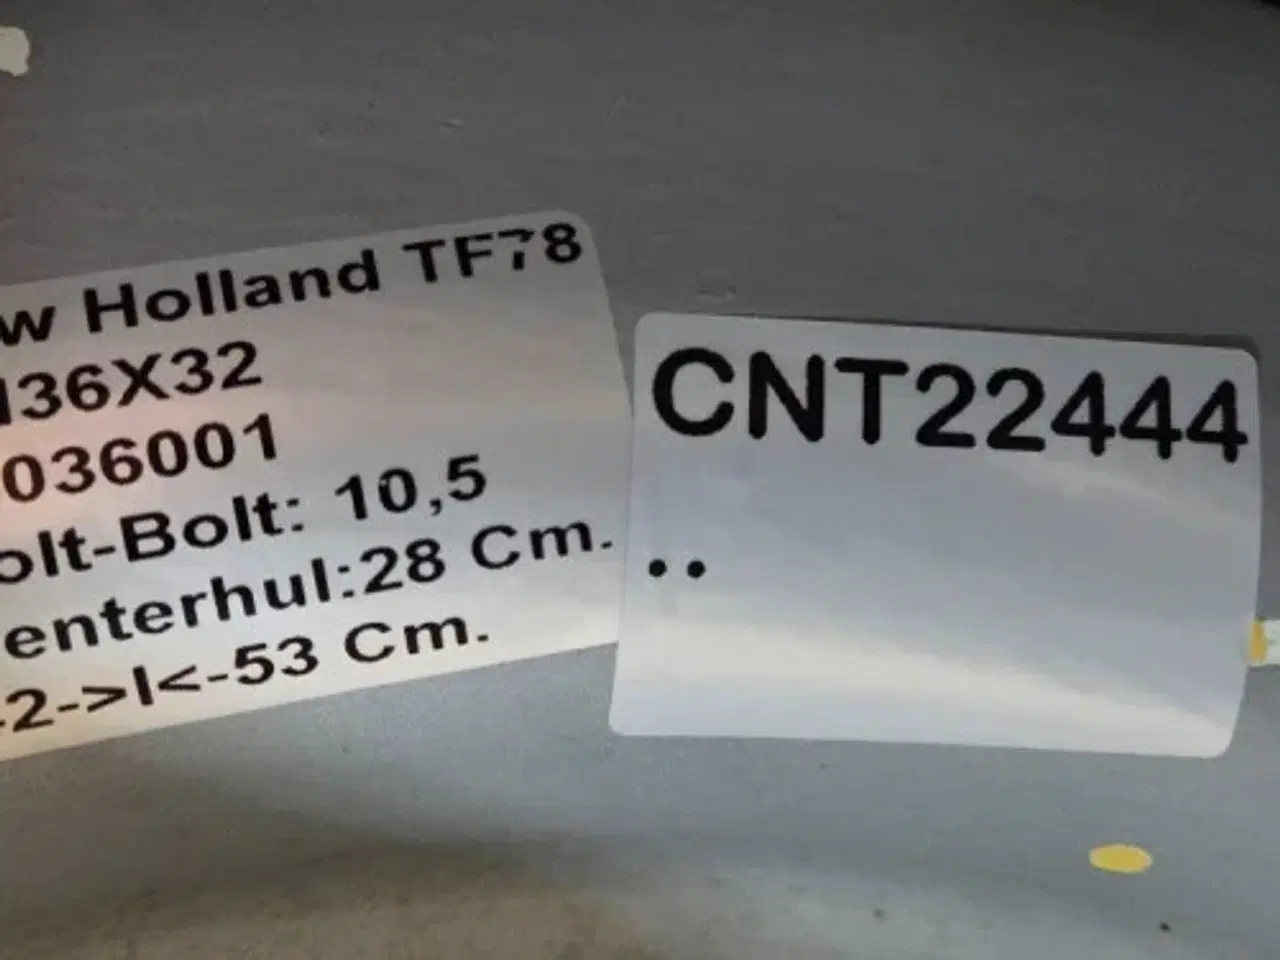 w Holland TF78
36X32
036001
olt-Bolt: 10,5
enterhul:28 Cm.
2->I<-53 Cm.
CNT22444
..